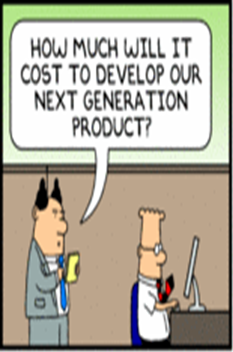 HOW MUCH WILL IT
COST TO DEVELOP OUR
NEXT GENERATION
PRODUCT?